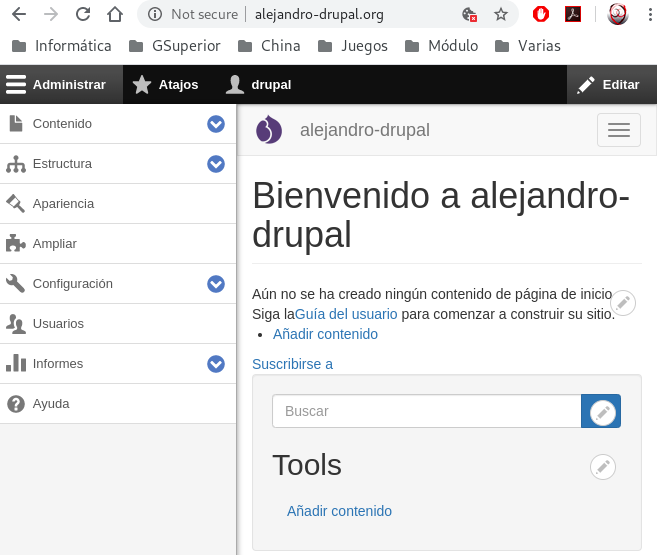 Not secure | alejandro-drupal.org
Informática GSuperior China Juegos Módulo Varias
Administrar Atajos drupal Editar
Contenido
Estructura
Apariencia
Ampliar
Configuración
Usuarios
Informes
Ayuda
alejandro-drupal
Bienvenido a alejandro-
drupal
Aún no se ha creado ningún contenido de página de inicio.
Siga laGuía del usuario para comenzar a construir su sitio.
Añadir contenido
Suscribirse a
Buscar
Tools
Añadir contenido